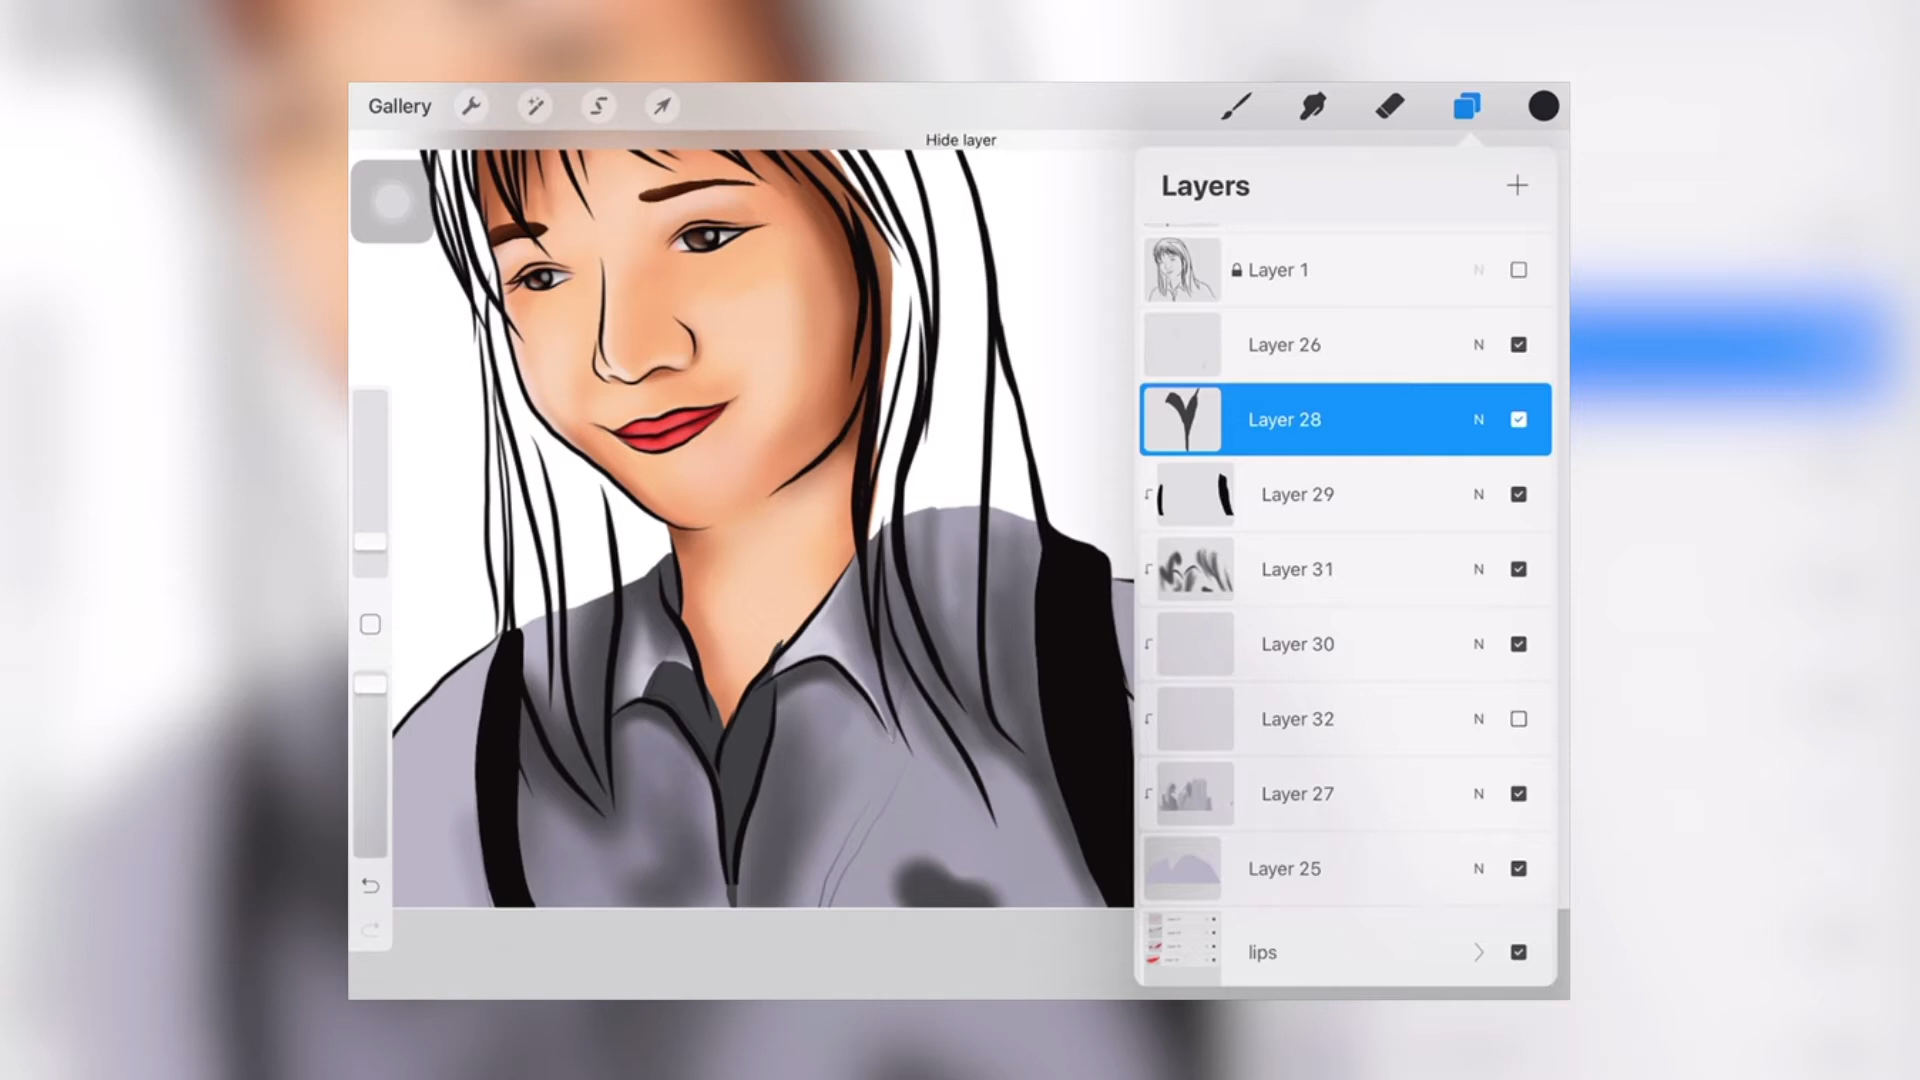 Gallery
Hide layer
Layers
Layer 1 N
Layer 26 N
Layer 28 N
Layer 29 N
Layer 31 N
Layer 30 N
Layer 32 N
Layer 27 N
Layer 25 N
lips